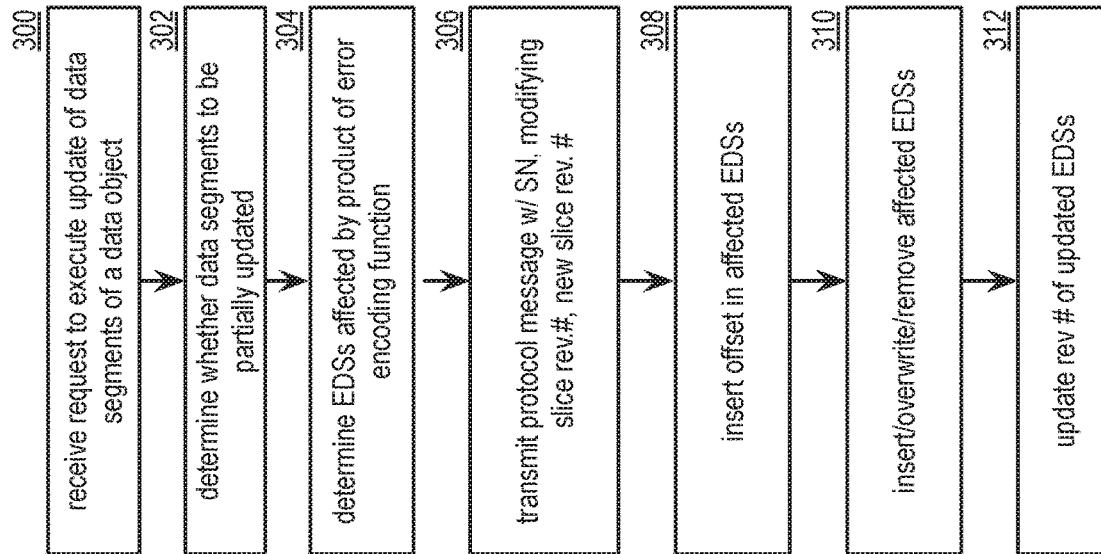 300
receive request to execute update of data
segments of a data object
302
determine whether data segments to be
partially updated
304
determine EDSs affected by product of error
encoding function
306
transmit protocol message w/ SN, modifying
slice rev.#, new slice rev. #
308
insert offset in affected EDSs
310
insert/overwrite/remove affected EDSs
312
update rev # of updated EDSs